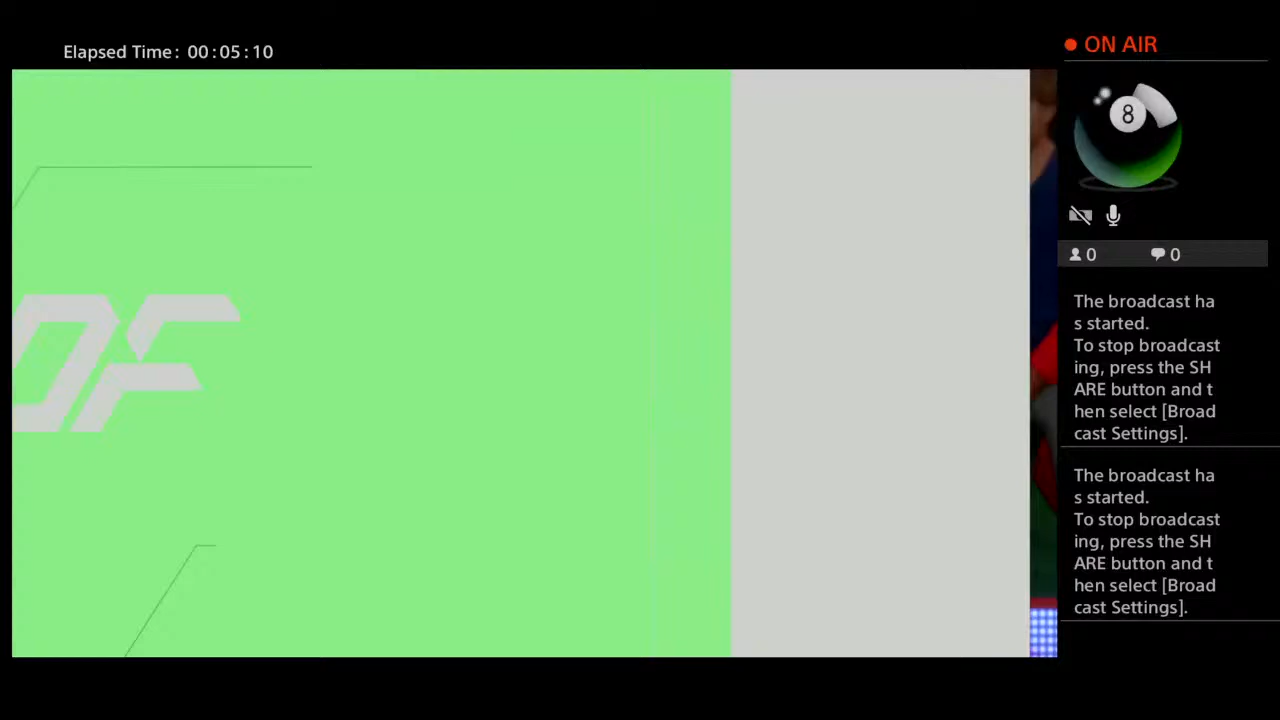 Elapsed Time: 00:05:10
ON AIR
8
0 0
The broadcast ha
s started.
To stop broadcast
ing, press the SH
ARE button and t
hen select [Broad
cast Settings].
The broadcast ha
s started.
To stop broadcast
ing, press the SH
ARE button and t
hen select [Broad
cast Settings].